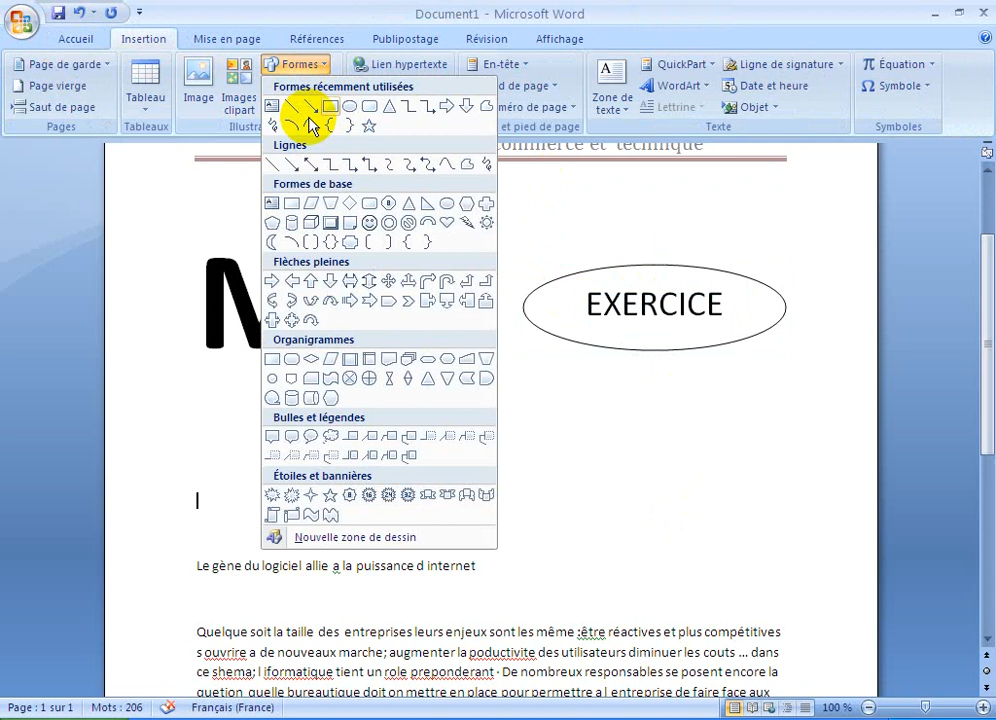 Document1 - Microsoft Word
Accueil Insertion Mise en page Références Publipostage Révision Affichage
Page de garde
Page vierge
Saut de page
Pages
Tableau
Tableaux
Image
Images clipart
Illustr
Formes
Lien hypertexte
En-tête
méro de page
et pied de page
Zone de texte
QuickPart
WordArt
Lettrine
Ligne de signature
Date et heure
Objet
Texte
Équation
Symbole
Symboles
Formes récemment utilisées
Lignes
Formes de base
Flèches pleines
Organigrammes
Bulles et légendes
Étoiles et bannières
Nouvelle zone de dessin
commerce et technique
EXERCICE
Le gène du logiciel allie a la puissance d internet
Quelque soit la taille des entreprises leurs enjeux sont les même ;être réactives et plus compétitives
s ouvrire a de nouveaux marche; augmenter la poductivite des utilisateurs diminuer les couts ... dans
ce shema; l iformatique tient un role preponderant · De nombreux responsables se posent encore la
quetion quelle bureautique doit on mettre en place pour permettre a l entreprise de faire face aux
Page : 1 sur 1 Mots : 206 Français (France) 100 %